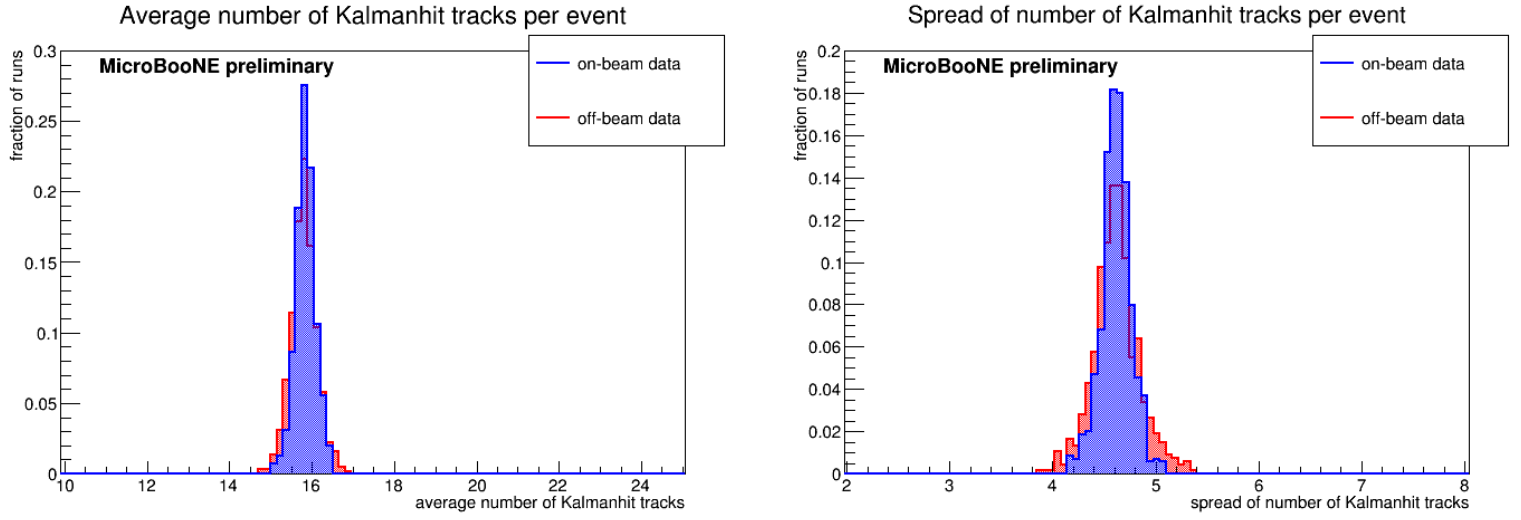 Average number of Kalmanhit tracks per event
fraction of runs
0.3
0.25
0.2
0.15
0.1
0.05
0
MicroBooNE preliminary
on-beam data
off-beam data
10 12 14 16 18 20 22 24
average number of Kalmanhit tracks
Spread of number of Kalmanhit tracks per event
fraction of runs
0.2
0.18
0.16
0.14
0.12
0.1
0.08
0.06
0.04
0.02
0
MicroBooNE preliminary
on-beam data
off-beam data
2 3 4 5 6 7 8
spread of number of Kalmanhit tracks